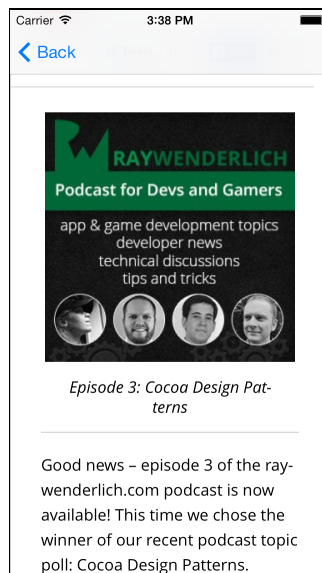 Carrier 3:38 PM
Back
RAYWENDERLICH
Podcast for Devs and Gamers
app & game development topics
developer news
technical discussions
tips and tricks
Episode 3: Cocoa Design Pat-
terns
Good news – episode 3 of the ray-
wenderlich.com podcast is now
available! This time we chose the
winner of our recent podcast topic
poll: Cocoa Design Patterns.